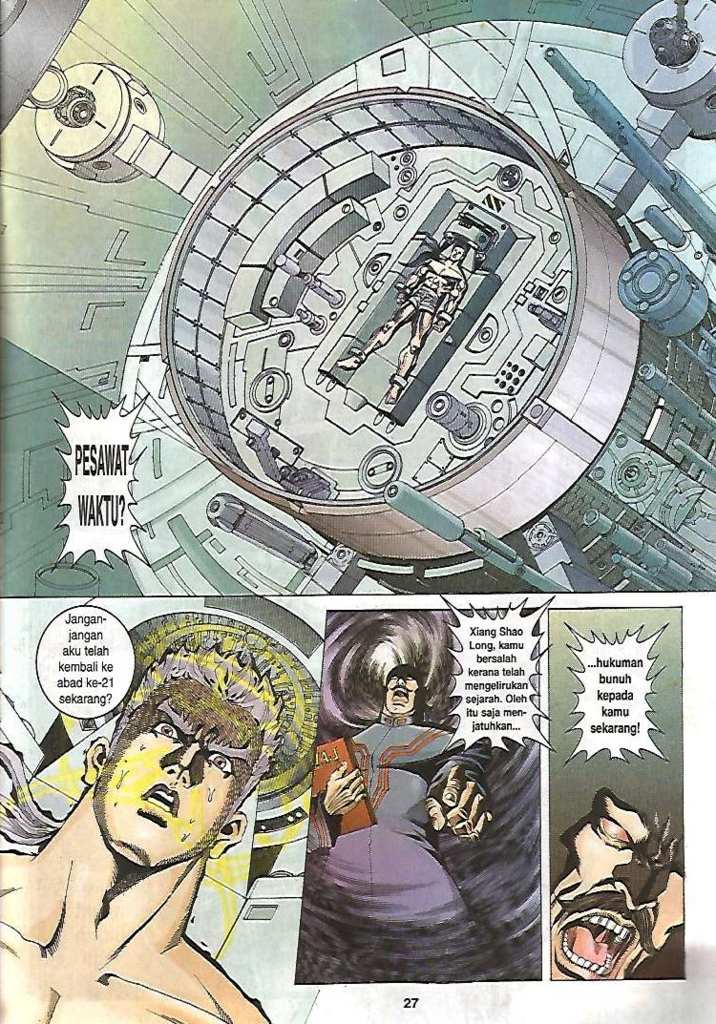 PESAWAT
WAKTU?
Jangan-
jangan
aku telah
kembali ke
abad ke-21
sekarang?
Xiang Shao
Long, kamu
bersalah
kerana telah
mengelirukan
sejarah. Oleh
itu saja men-
jatuhkan...
...hukuman
bunuh
kepada
kamu
sekarang!
27